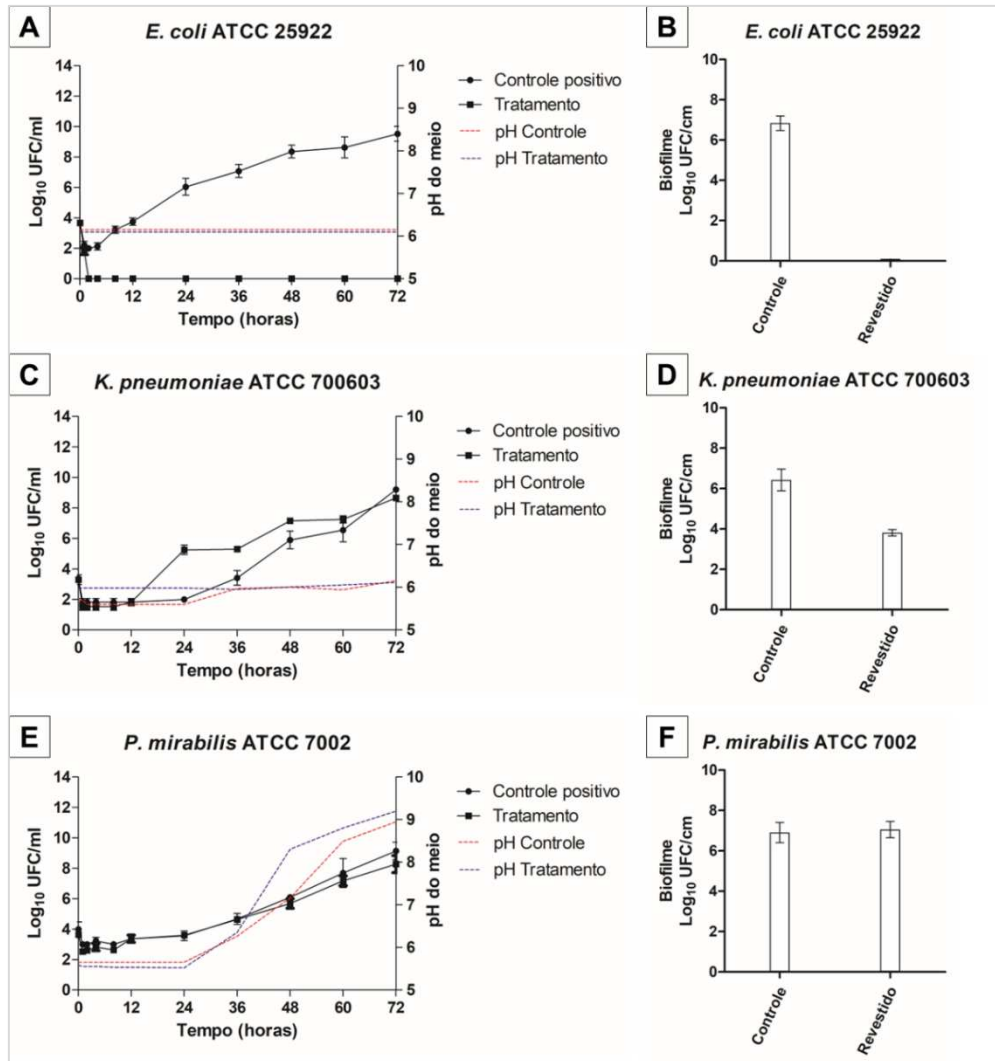 A
E. coli ATCC 25922
14
12
10
8
6
4
2
0
Log10 UFC/ml
10
9
8
7
6
5
pH do meio
0 12 24 36 48 60 72
Tempo (horas)
Controle positivo
Tratamento
pH Controle
pH Tratamento
B
E. coli ATCC 25922
10
8
6
4
2
0
Biofilme
Log10 UFC/cm
Controle
Revestido
C
K. pneumoniae ATCC 700603
14
12
10
8
6
4
2
0
Log10 UFC/ml
10
9
8
7
6
5
pH do meio
0 12 24 36 48 60 72
Tempo (horas)
Controle positivo
Tratamento
pH Controle
pH Tratamento
D
K. pneumoniae ATCC 700603
10
8
6
4
2
0
Biofilme
Log10 UFC/cm
Controle
Revestido
E
P. mirabilis ATCC 7002
14
12
10
8
6
4
2
0
Log10 UFC/ml
10
9
8
7
6
5
pH do meio
0 12 24 36 48 60 72
Tempo (horas)
Controle positivo
Tratamento
pH Controle
pH Tratamento
F
P. mirabilis ATCC 7002
10
8
6
4
2
0
Biofilme
Log10 UFC/cm
Controle
Revestido